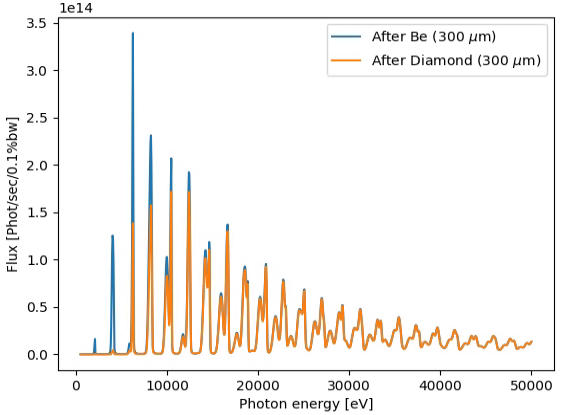 1e14
3.5
3.0
2.5
2.0
1.5
1.0
0.5
0.0
Flux [Phot/sec/0.1%bw]
After Be (300 μm)
After Diamond (300 μm)
0 10000 20000 30000 40000 50000
Photon energy [eV]